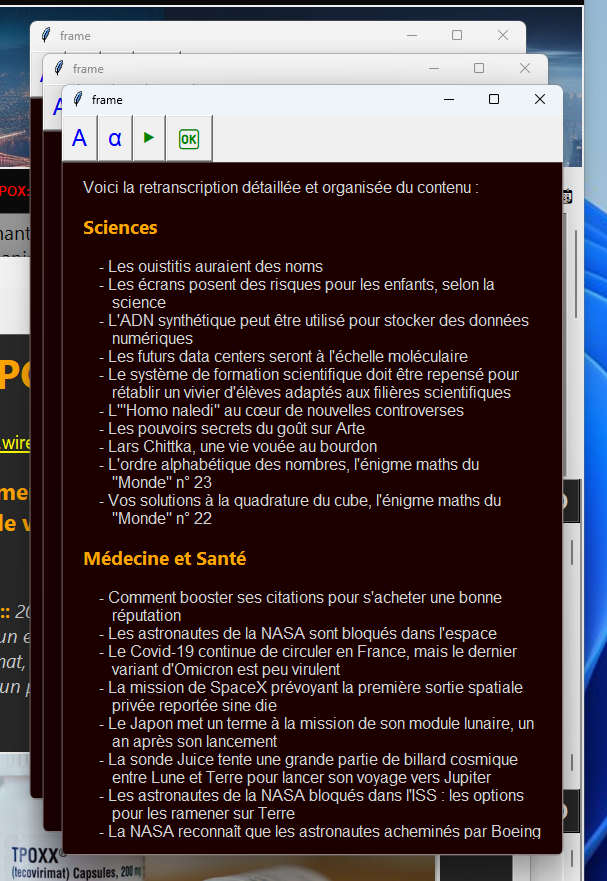 frame
frame
frame
A α ► OK
POX:
nant
Voici la retranscription détaillée et organisée du contenu :
Sciences
- Les ouistitis auraient des noms
- Les écrans posent des risques pour les enfants, selon la
science
- L'ADN synthétique peut être utilisé pour stocker des données
numériques
- Les futurs data centers seront à l'échelle moléculaire
- Le système de formation scientifique doit être repensé pour
rétablir un vivier d'élèves adaptés aux filières scientifiques
- L'"Homo naledi" au cœur de nouvelles controverses
- Les pouvoirs secrets du goût sur Arte
- Lars Chittka, une vie vouée au bourdon
- L'ordre alphabétique des nombres, l'énigme maths du
"Monde" n° 23
- Vos solutions à la quadrature du cube, l'énigme maths du
"Monde" n° 22
Médecine et Santé
- Comment booster ses citations pour s'acheter une bonne
réputation
- Les astronautes de la NASA sont bloqués dans l'espace
- Le Covid-19 continue de circuler en France, mais le dernier
variant d'Omicron est peu virulent
- La mission de SpaceX prévoyant la première sortie spatiale
privée reportée sine die
- Le Japon met un terme à la mission de son module lunaire, un
an après son lancement
- La sonde Juice tente une grande partie de billard cosmique
entre Lune et Terre pour lancer son voyage vers Jupiter
- Les astronautes de la NASA bloqués dans l'ISS : les options
pour les ramener sur Terre
- La NASA reconnaît que les astronautes acheminés par Boeing
.wire
:: 20
un e
mat,
un p
TPOXX®
(tecovirimat) Capsules, 200 mg